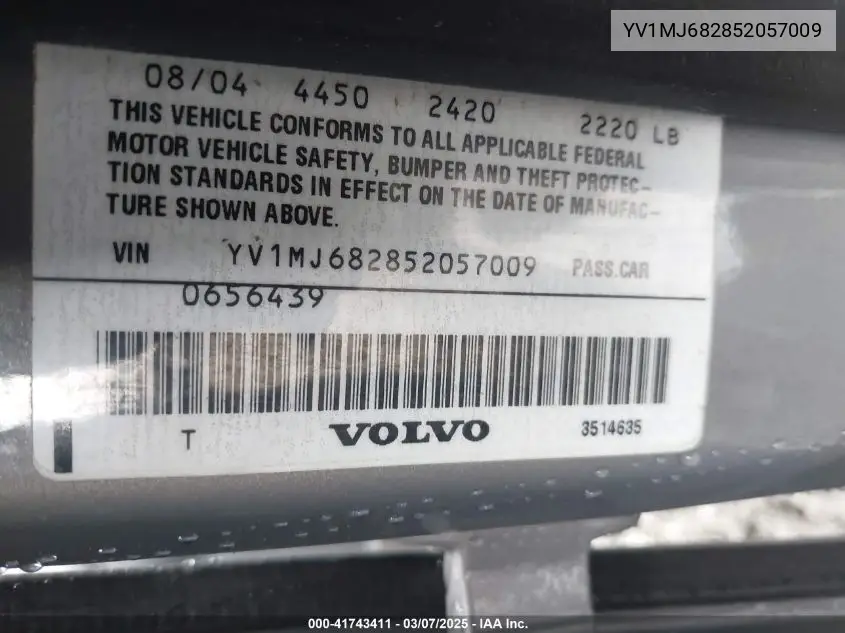 YV1MJ682852057009
08/04 4450 2420 2220 LB
THIS VEHICLE CONFORMS TO ALL APPLICABLE FEDERAL
MOTOR VEHICLE SAFETY, BUMPER AND THEFT PROTEC-
TION STANDARDS IN EFFECT ON THE DATE OF MANUFAC-
TURE SHOWN ABOVE.
VIN YV1MJ682852057009 PASS.CAR
0656439
T VOLVO 3514635
000-41743411 - 03/07/2025 - IAA Inc.